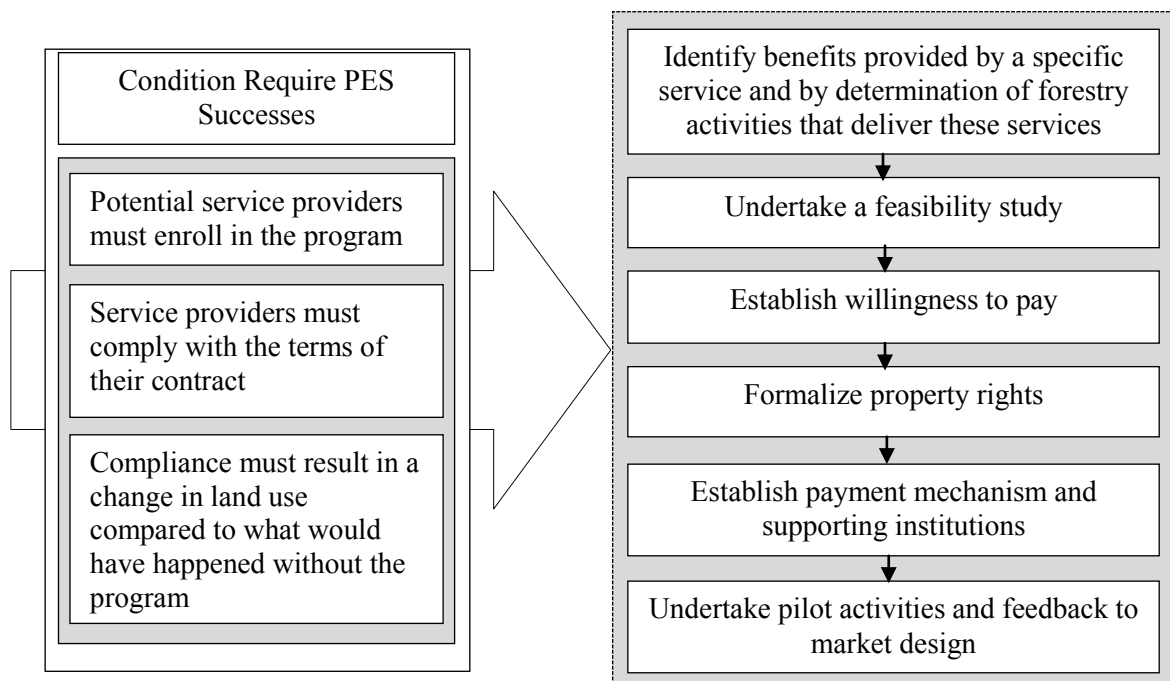 Condition Require PES
Successes
Potential service providers
must enroll in the program
Service providers must
comply with the terms of
their contract
Compliance must result in a
change in land use
compared to what would
have happened without the
program
Identify benefits provided by a specific
service and by determination of forestry
activities that deliver these services
Undertake a feasibility study
Establish willingness to pay
Formalize property rights
Establish payment mechanism and
supporting institutions
Undertake pilot activities and feedback to
market design